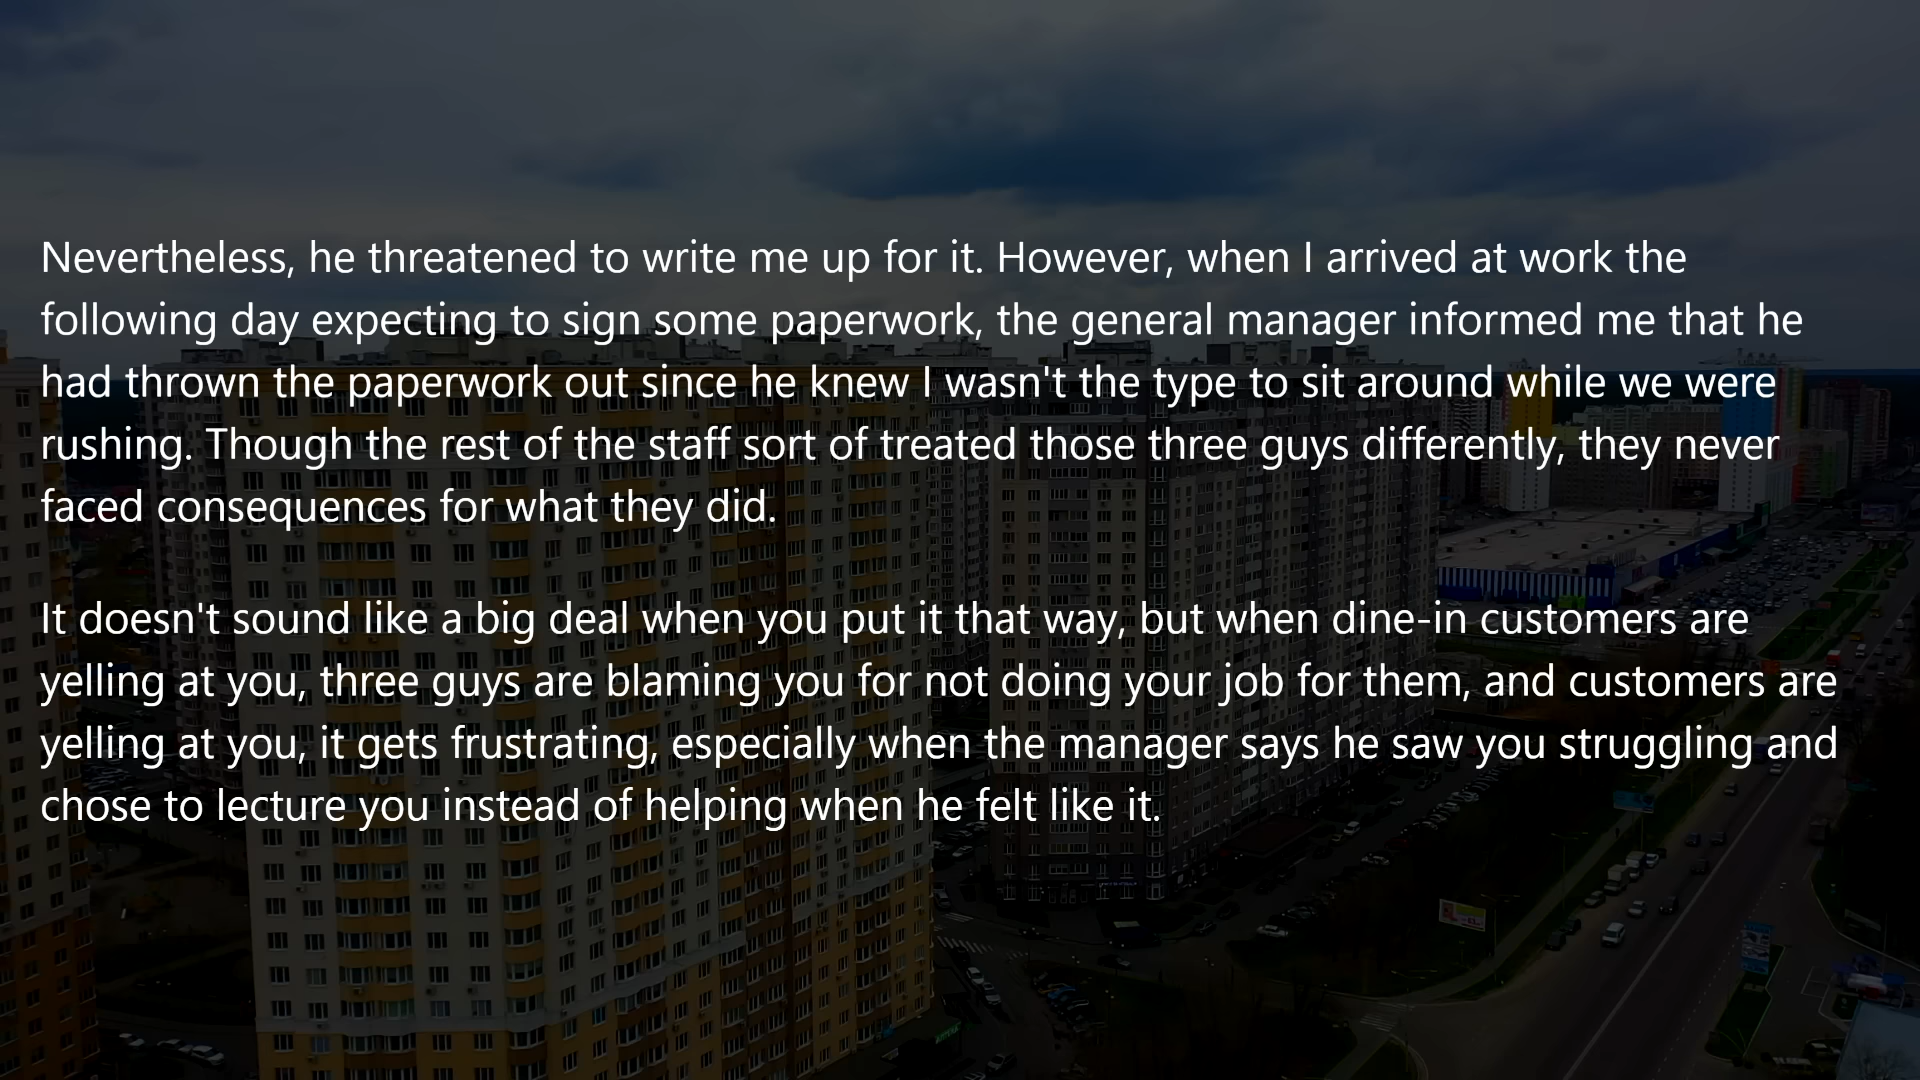 Nevertheless, he threatened to write me up for it. However, when I arrived at work the
following day expecting to sign some paperwork, the general manager informed me that he
had thrown the paperwork out since he knew I wasn't the type to sit around while we were
rushing. Though the rest of the staff sort of treated those three guys differently, they never
faced consequences for what they did.
It doesn't sound like a big deal when you put it that way, but when dine-in customers are
yelling at you, three guys are blaming you for not doing your job for them, and customers are
yelling at you, it gets frustrating, especially when the manager says he saw you struggling and
chose to lecture you instead of helping when he felt like it.